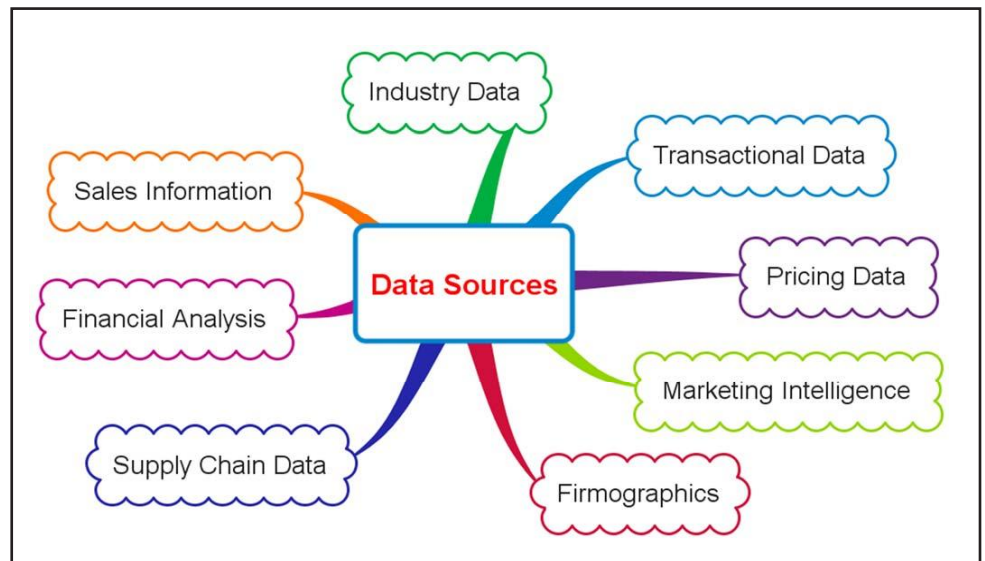 Industry Data
Transactional Data
Sales Information
Data Sources
Pricing Data
Financial Analysis
Marketing Intelligence
Supply Chain Data
Firmographics